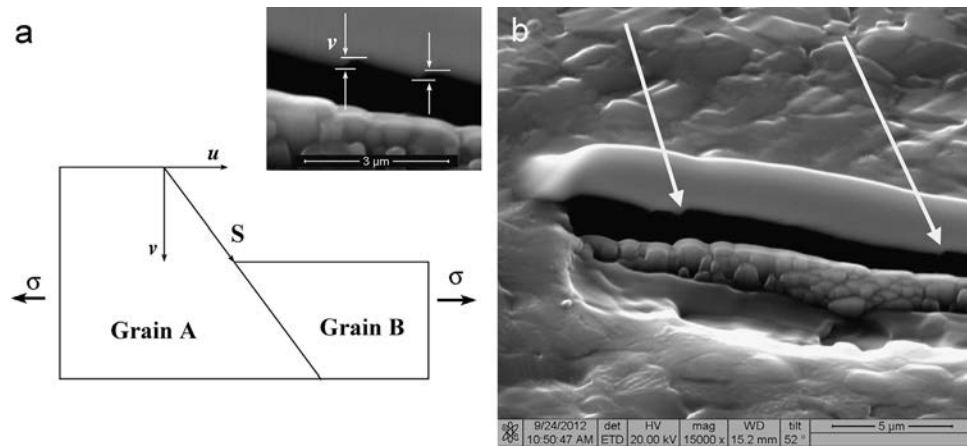 a
v
3 μm
u
v
S
σ
σ
Grain A
Grain B
b
9/24/2012 det HV mag WD tilt 5 μm
10:50:47 AM ETD 20.00 kV 15000 x 15.2 mm 52 °